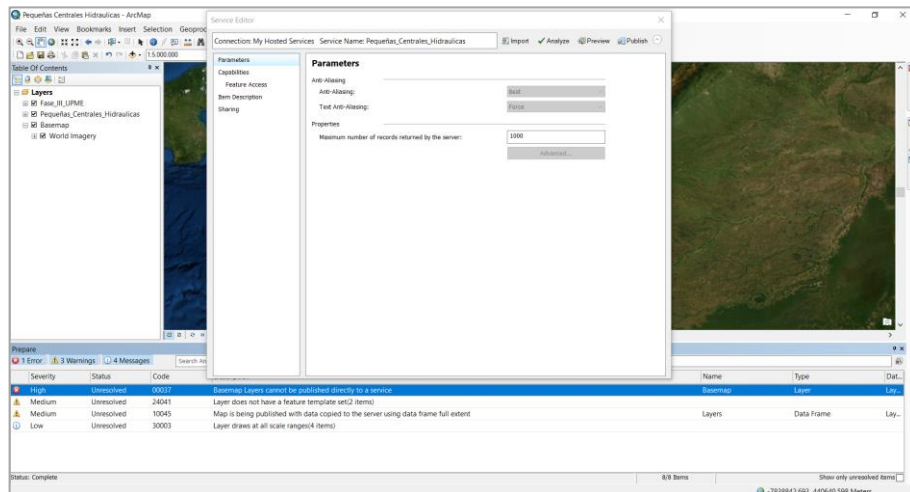 Pequeñas Centrales Hidraulicas - ArcMap
File Edit View Bookmarks Insert Selection Geoproc
1:5.000.000
Table Of Contents
Layers
Fase_III_UPME
Pequeñas_Centrales_Hidraulicas
Basemap
World Imagery
Service Editor
Connection: My Hosted Services Service Name: Pequeñas_Centrales_Hidraulicas
Import Analyze Preview Publish
Parameters
Capabilities
Feature Access
Item Description
Sharing
Parameters
Anti-Aliasing
Anti-Aliasing: Best
Text Anti-Aliasing: Force
Properties
Maximum number of records returned by the server: 1000
Advanced...
Prepare
1 Error 3 Warnings 4 Messages Search
Severity Status Code Name Type Dat...
High Unresolved 00037 Basemap Layers cannot be published directly to a service Basemap Layer Lay...
Medium Unresolved 24041 Layer does not have a feature template set(2 items)
Medium Unresolved 10045 Map is being published with data copied to the server using data frame full extent Layers Data Frame Lay...
Low Unresolved 30003 Layer draws at all scale ranges(4 items)
Status: Complete 8/8 Items Show only unresolved items